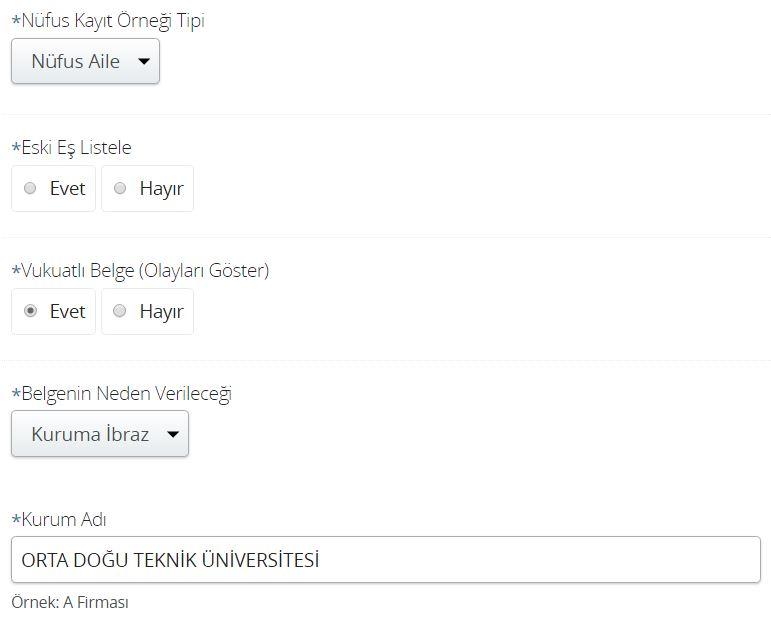 *Nüfus Kayıt Örneği Tipi
Nüfus Aile
*Eski Eş Listele
Evet Hayır
*Vukuatlı Belge (Olayları Göster)
Evet Hayır
*Belgenin Neden Verileceği
Kuruma İbraz
*Kurum Adı
ORTA DOĞU TEKNİK ÜNİVERSİTESİ
Örnek: A Firması